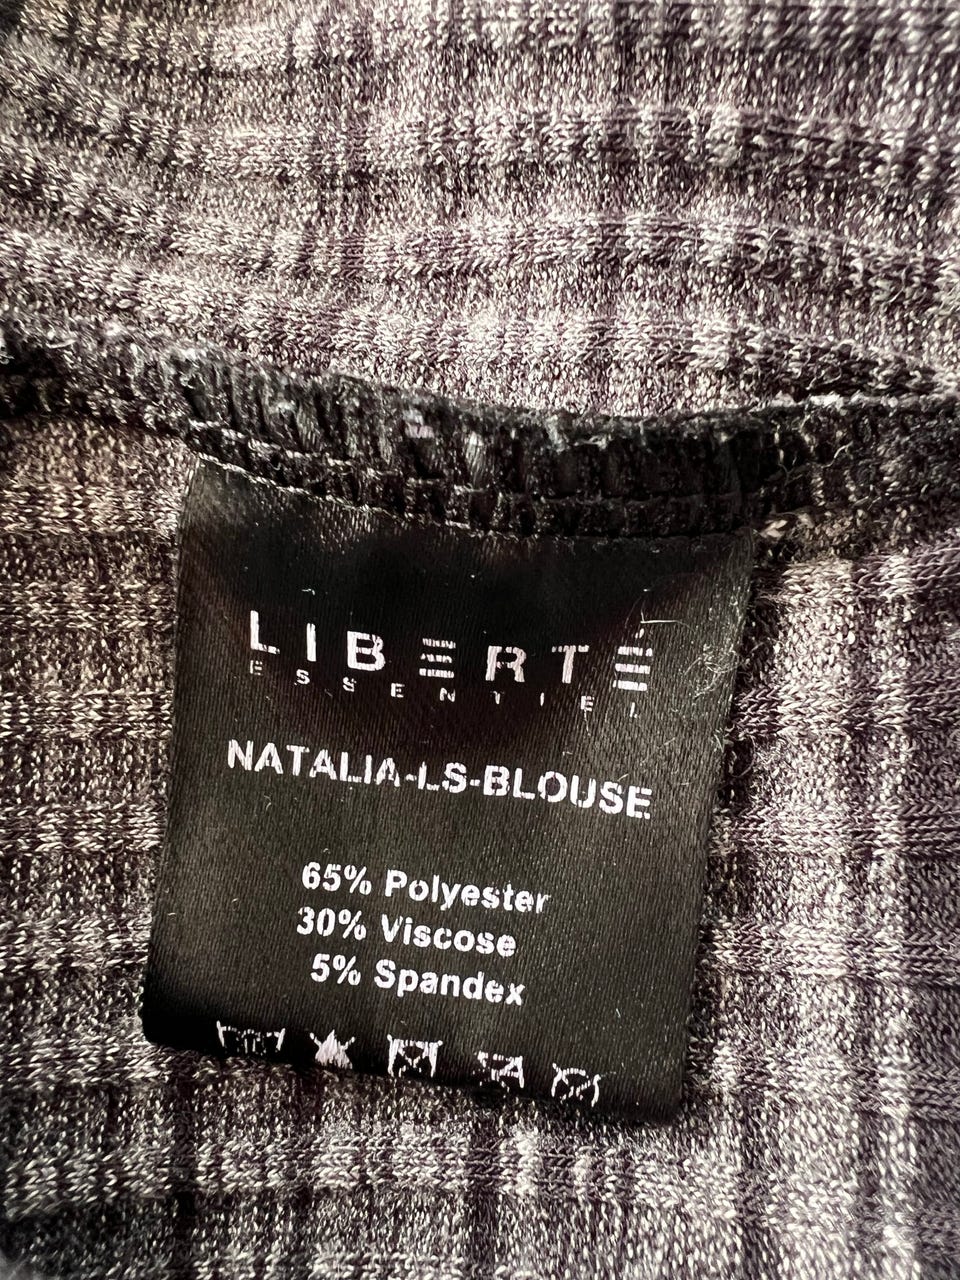 LIBERTÉ
ESSENTIEL
NATALIA-LS-BLOUSE
65% Polyester
30% Viscose
5% Spandex